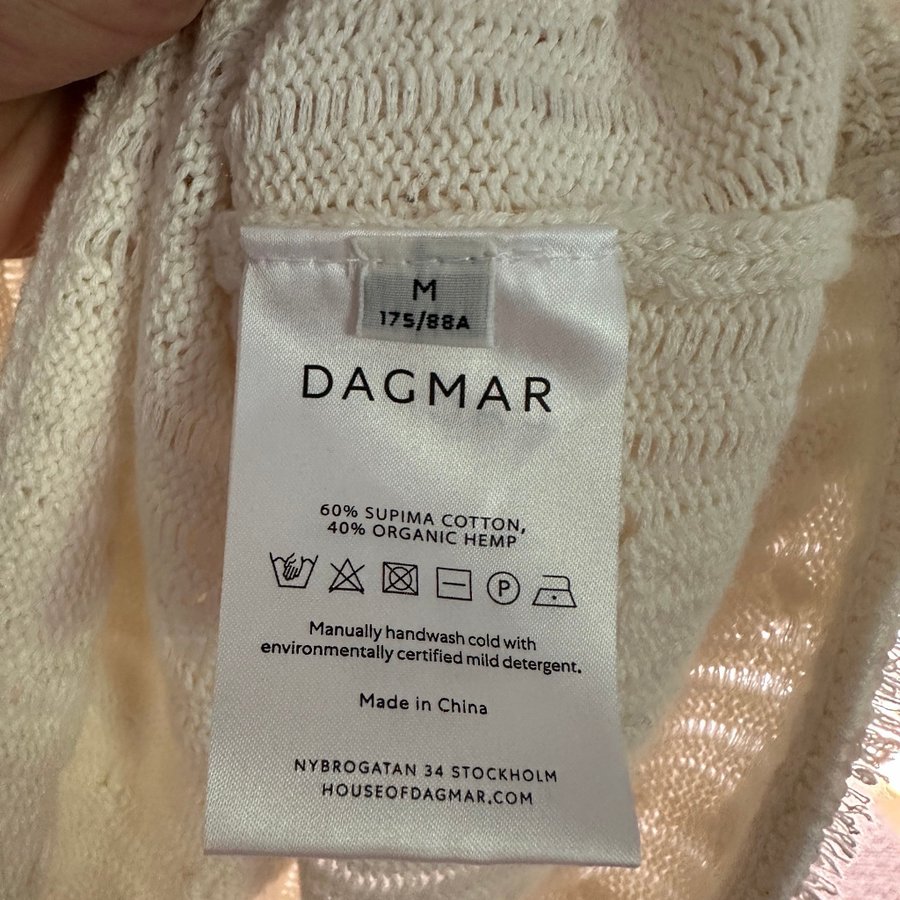 M
175/88A
DAGMAR
60% SUPIMA COTTON,
40% ORGANIC HEMP
P
Manually handwash cold with
environmentally certified mild detergent.
Made in China
NYBROGATAN 34 STOCKHOLM
HOUSEOFDAGMAR.COM